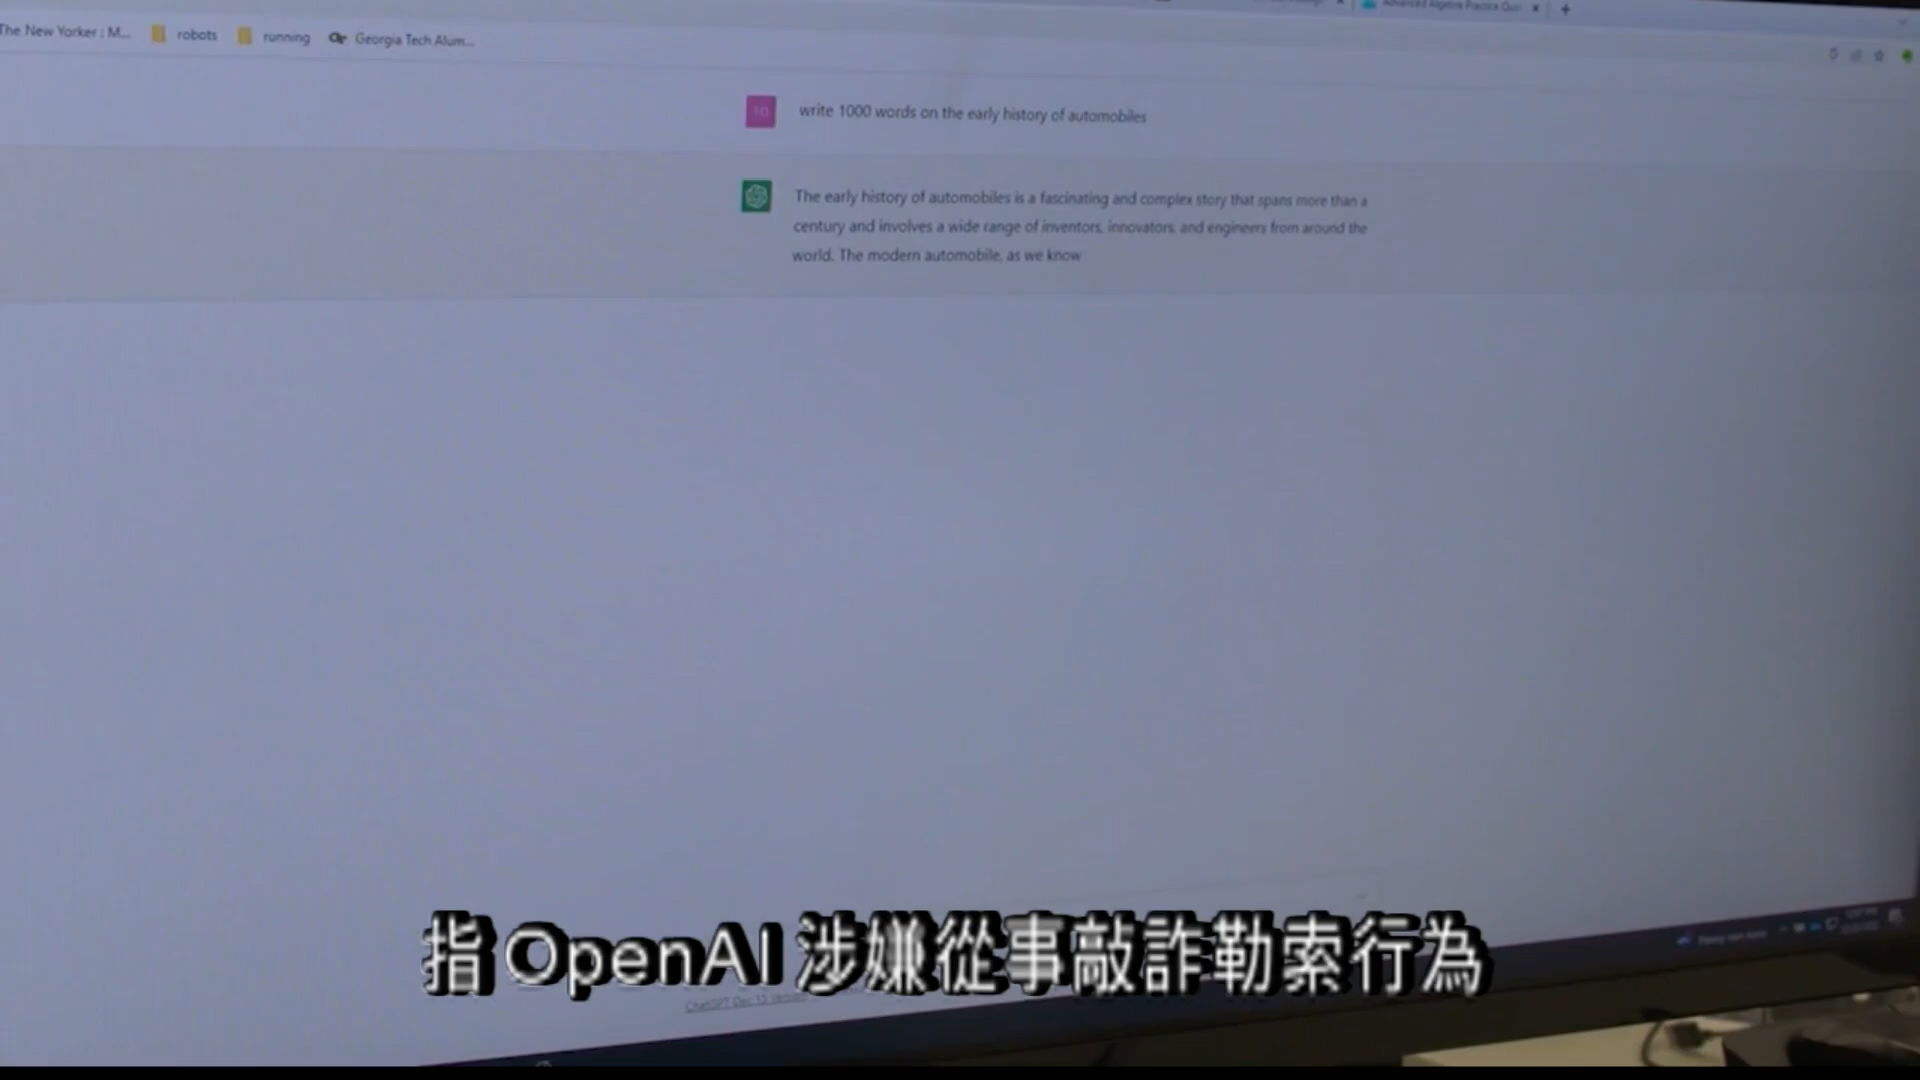 The New Yorker : M...
robots
running
Georgia Tech Alum...
write 1000 words on the early history of automobiles
The early history of automobiles is a fascinating and complex story that spans more than a
century and involves a wide range of inventors, innovators, and engineers from around the
world. The modern automobile, as we know
指 OpenAI 涉嫌從事敲詐勒索行為